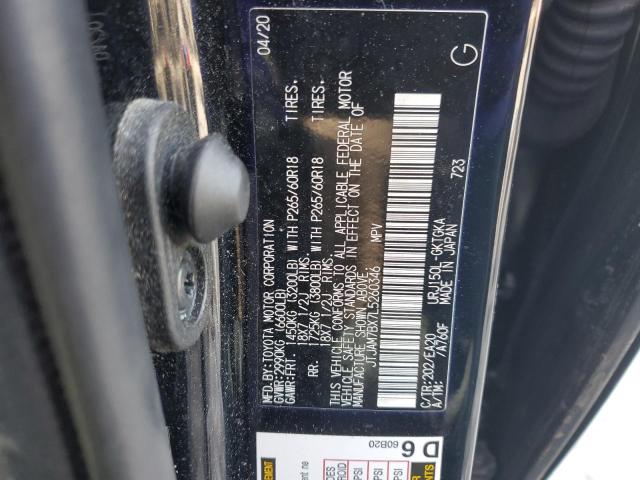 MFD. BY: TOYOTA MOTOR CORPORATION 04/20
GVWR: 2990KG (6600LB)
GAWR: FRT. 1450KG (3200LB) WITH P265/60R18 TIRES.
18X7 1/2J RIMS.
RR. 1725KG (3800LB) WITH P265/60R18 TIRES.
18X7 1/2J RIMS.
THIS VEHICLE CONFORMS TO ALL APPLICABLE FEDERAL MOTOR
VEHICLE SAFETY STANDARDS IN EFFECT ON THE DATE OF
MANUFACTURE SHOWN ABOVE.
JTJAM7BX7L5260346 MPV
C/TR: 202/EA20 URJ150L-GKTGKA
A/TM: /A760F MADE IN JAPAN
723
G
D6
60B20